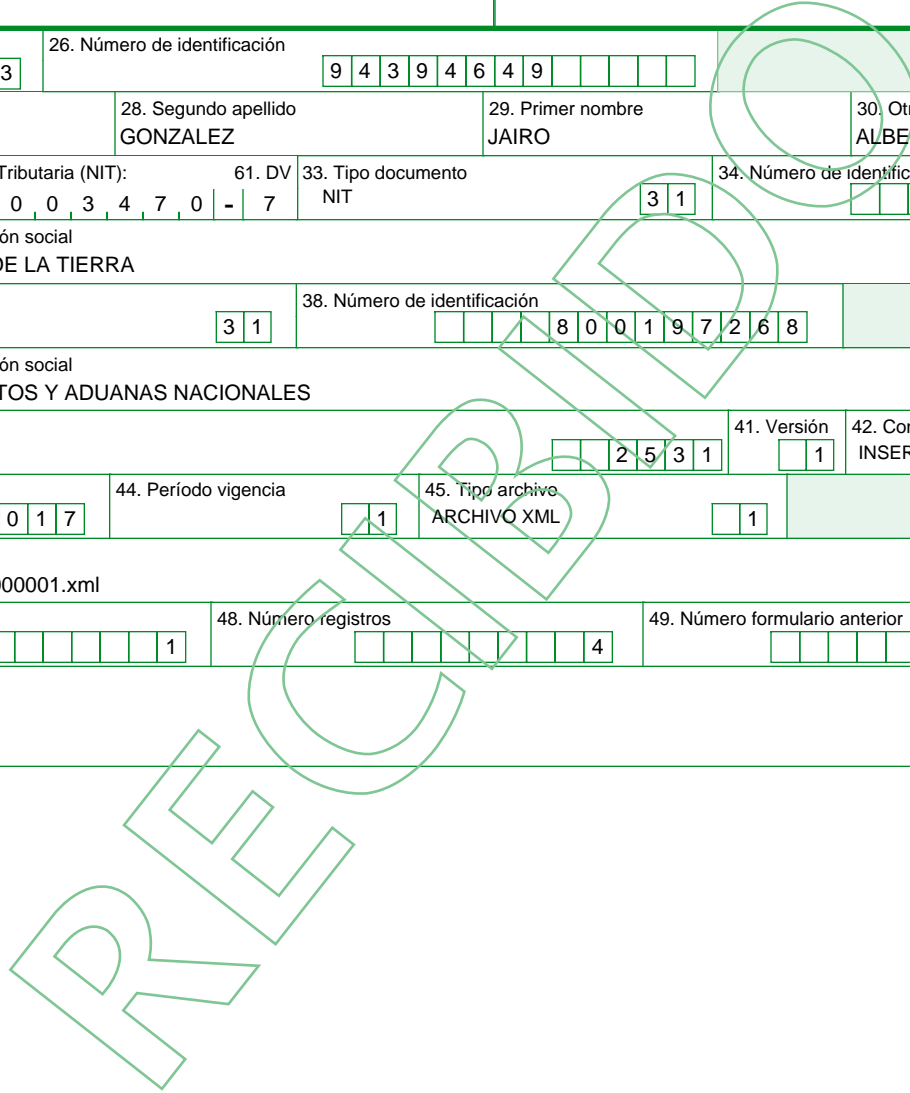 26. Número de identificación
3 9 4 3 9 4 6 4 9
28. Segundo apellido 29. Primer nombre 30. Otr
GONZALEZ JAIRO ALBE
Tributaria (NIT): 61. DV 33. Tipo documento 34. Número de identific
0 0 3 4 7 0 - 7 NIT 3 1
ón social
DE LA TIERRA
38. Número de identificación
3 1 8 0 0 1 9 7 2 6 8
ón social
TOS Y ADUANAS NACIONALES
41. Versión 42. Con
2 5 3 1 1 INSER
44. Período vigencia 45. Tipo archivo
0 1 7 1 ARCHIVO XML 1
000001.xml
48. Número registros 49. Número formulario anterior
1 4
RECIBIDO